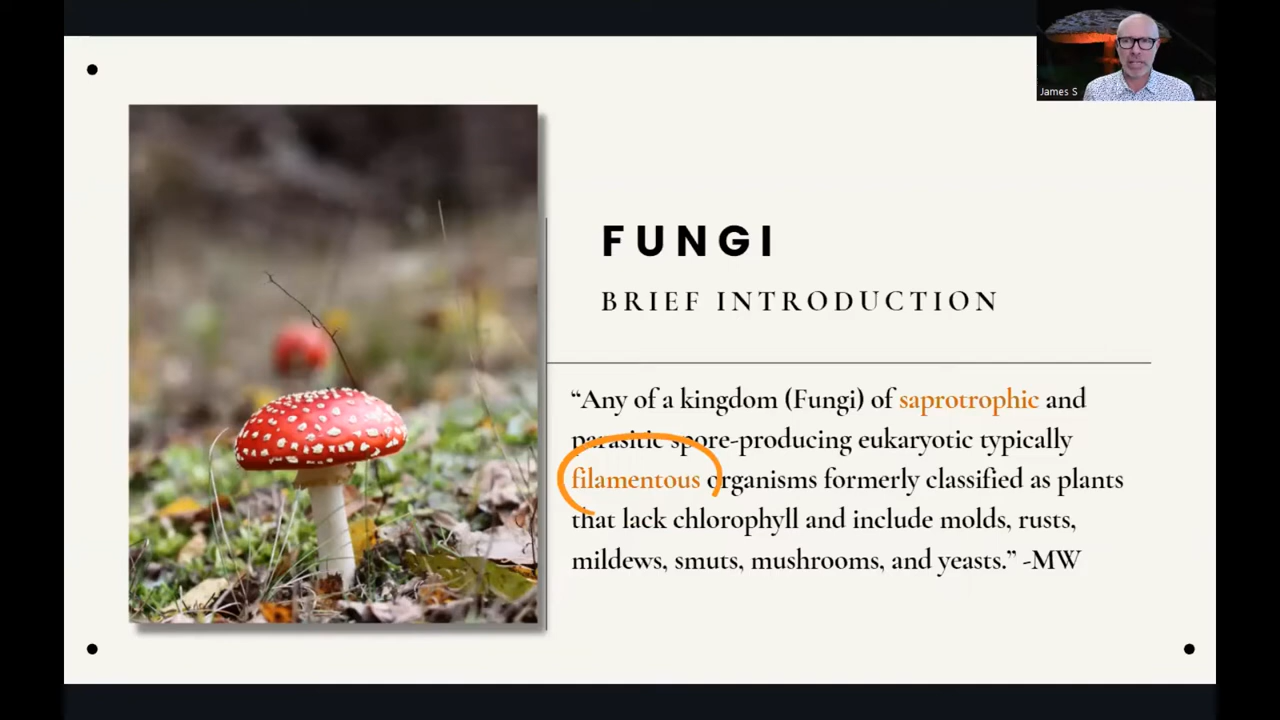 James S
FUNGI
BRIEF INTRODUCTION
“Any of a kingdom (Fungi) of saprotrophic and
parasitic spore-producing eukaryotic typically
filamentous organisms formerly classified as plants
that lack chlorophyll and include molds, rusts,
mildews, smuts, mushrooms, and yeasts.” -MW